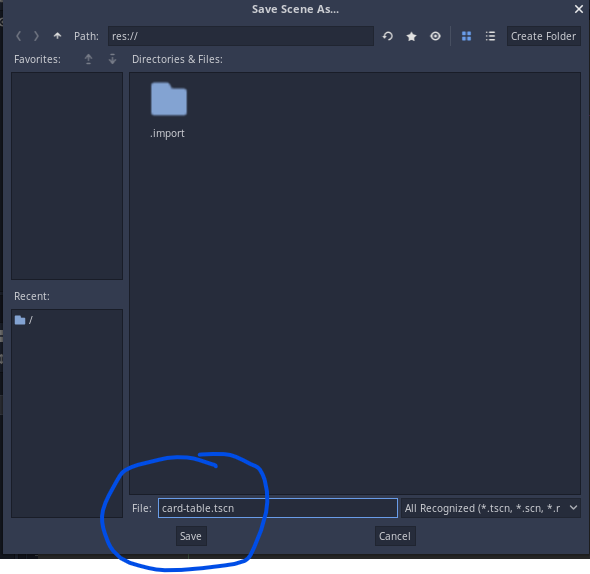 Save Scene As...
Path: res:// Create Folder
Favorites: Directories & Files:
.import
Recent:
/
File: card-table.tscn All Recognized (*.tscn, *.scn, *.r
Save Cancel